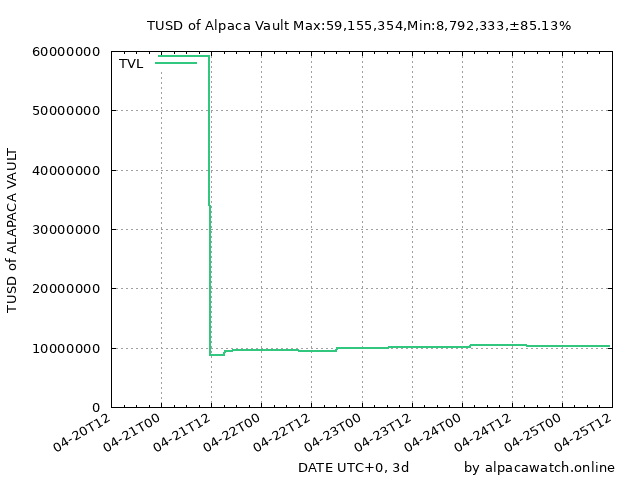 TUSD of Alpaca Vault Max:59,155,354,Min:8,792,333,±85.13%
TVL
60000000
50000000
40000000
30000000
20000000
10000000
0
TUSD of ALAPACA VAULT
04-20T12
04-21T00
04-21T12
04-22T00
04-22T12
04-23T00
04-23T12
04-24T00
04-24T12
04-25T00
04-25T12
DATE UTC+0, 3d
by alpacawatch.online